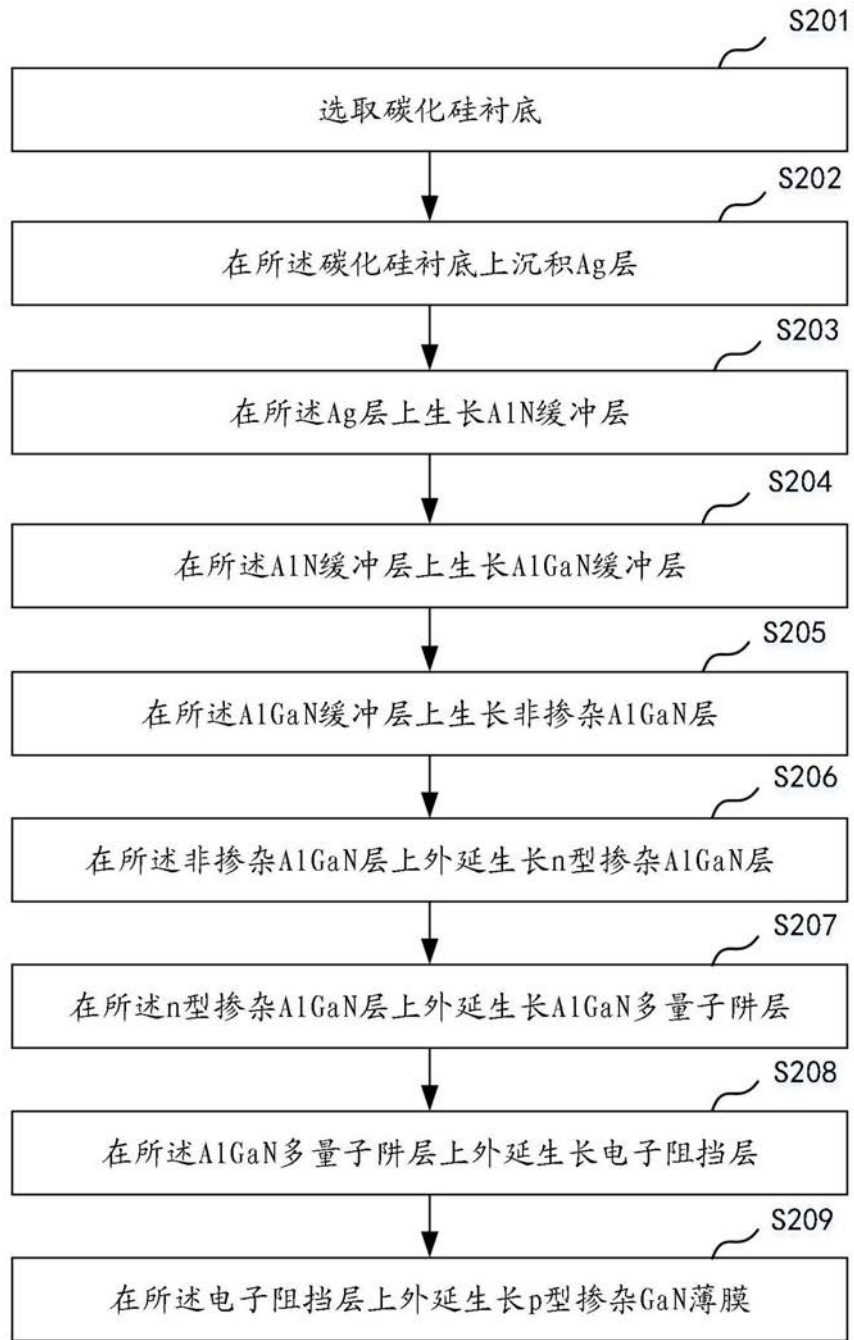 S201
选取碳化硅衬底
S202
在所述碳化硅衬底上沉积Ag层
S203
在所述Ag层上生长AlN缓冲层
S204
在所述AlN缓冲层上生长AlGaN缓冲层
S205
在所述AlGaN缓冲层上生长非掺杂AlGaN层
S206
在所述非掺杂AlGaN层上外延生长n型掺杂AlGaN层
S207
在所述n型掺杂AlGaN层上外延生长AlGaN多量子阱层
S208
在所述AlGaN多量子阱层上外延生长电子阻挡层
S209
在所述电子阻挡层上外延生长p型掺杂GaN薄膜